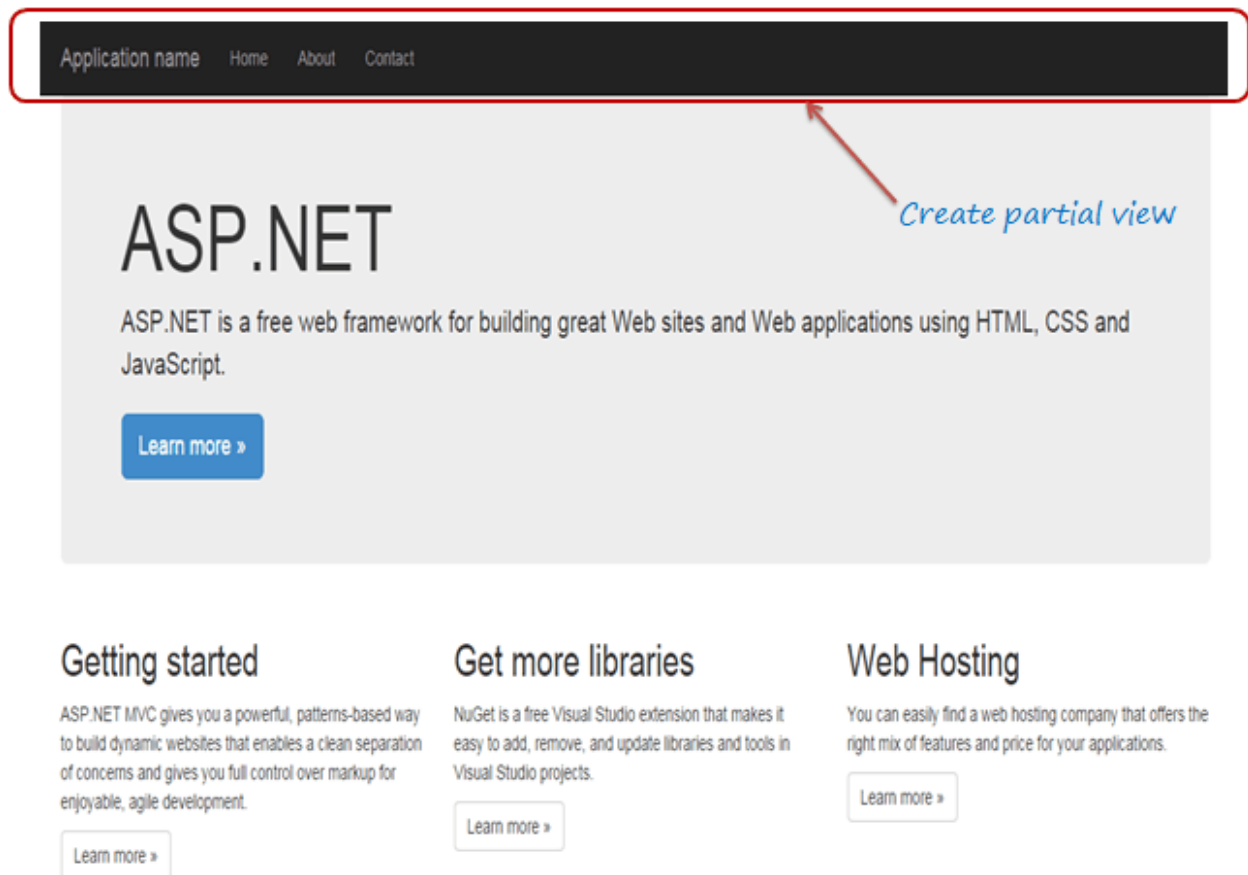 Application name Home About Contact
Create partial view
ASP.NET
ASP.NET is a free web framework for building great Web sites and Web applications using HTML, CSS and
JavaScript.
Learn more »
Getting started
ASP.NET MVC gives you a powerful, patterns-based way
to build dynamic websites that enables a clean separation
of concerns and gives you full control over markup for
enjoyable, agile development.
Learn more »
Get more libraries
NuGet is a free Visual Studio extension that makes it
easy to add, remove, and update libraries and tools in
Visual Studio projects.
Learn more »
Web Hosting
You can easily find a web hosting company that offers the
right mix of features and price for your applications.
Learn more »